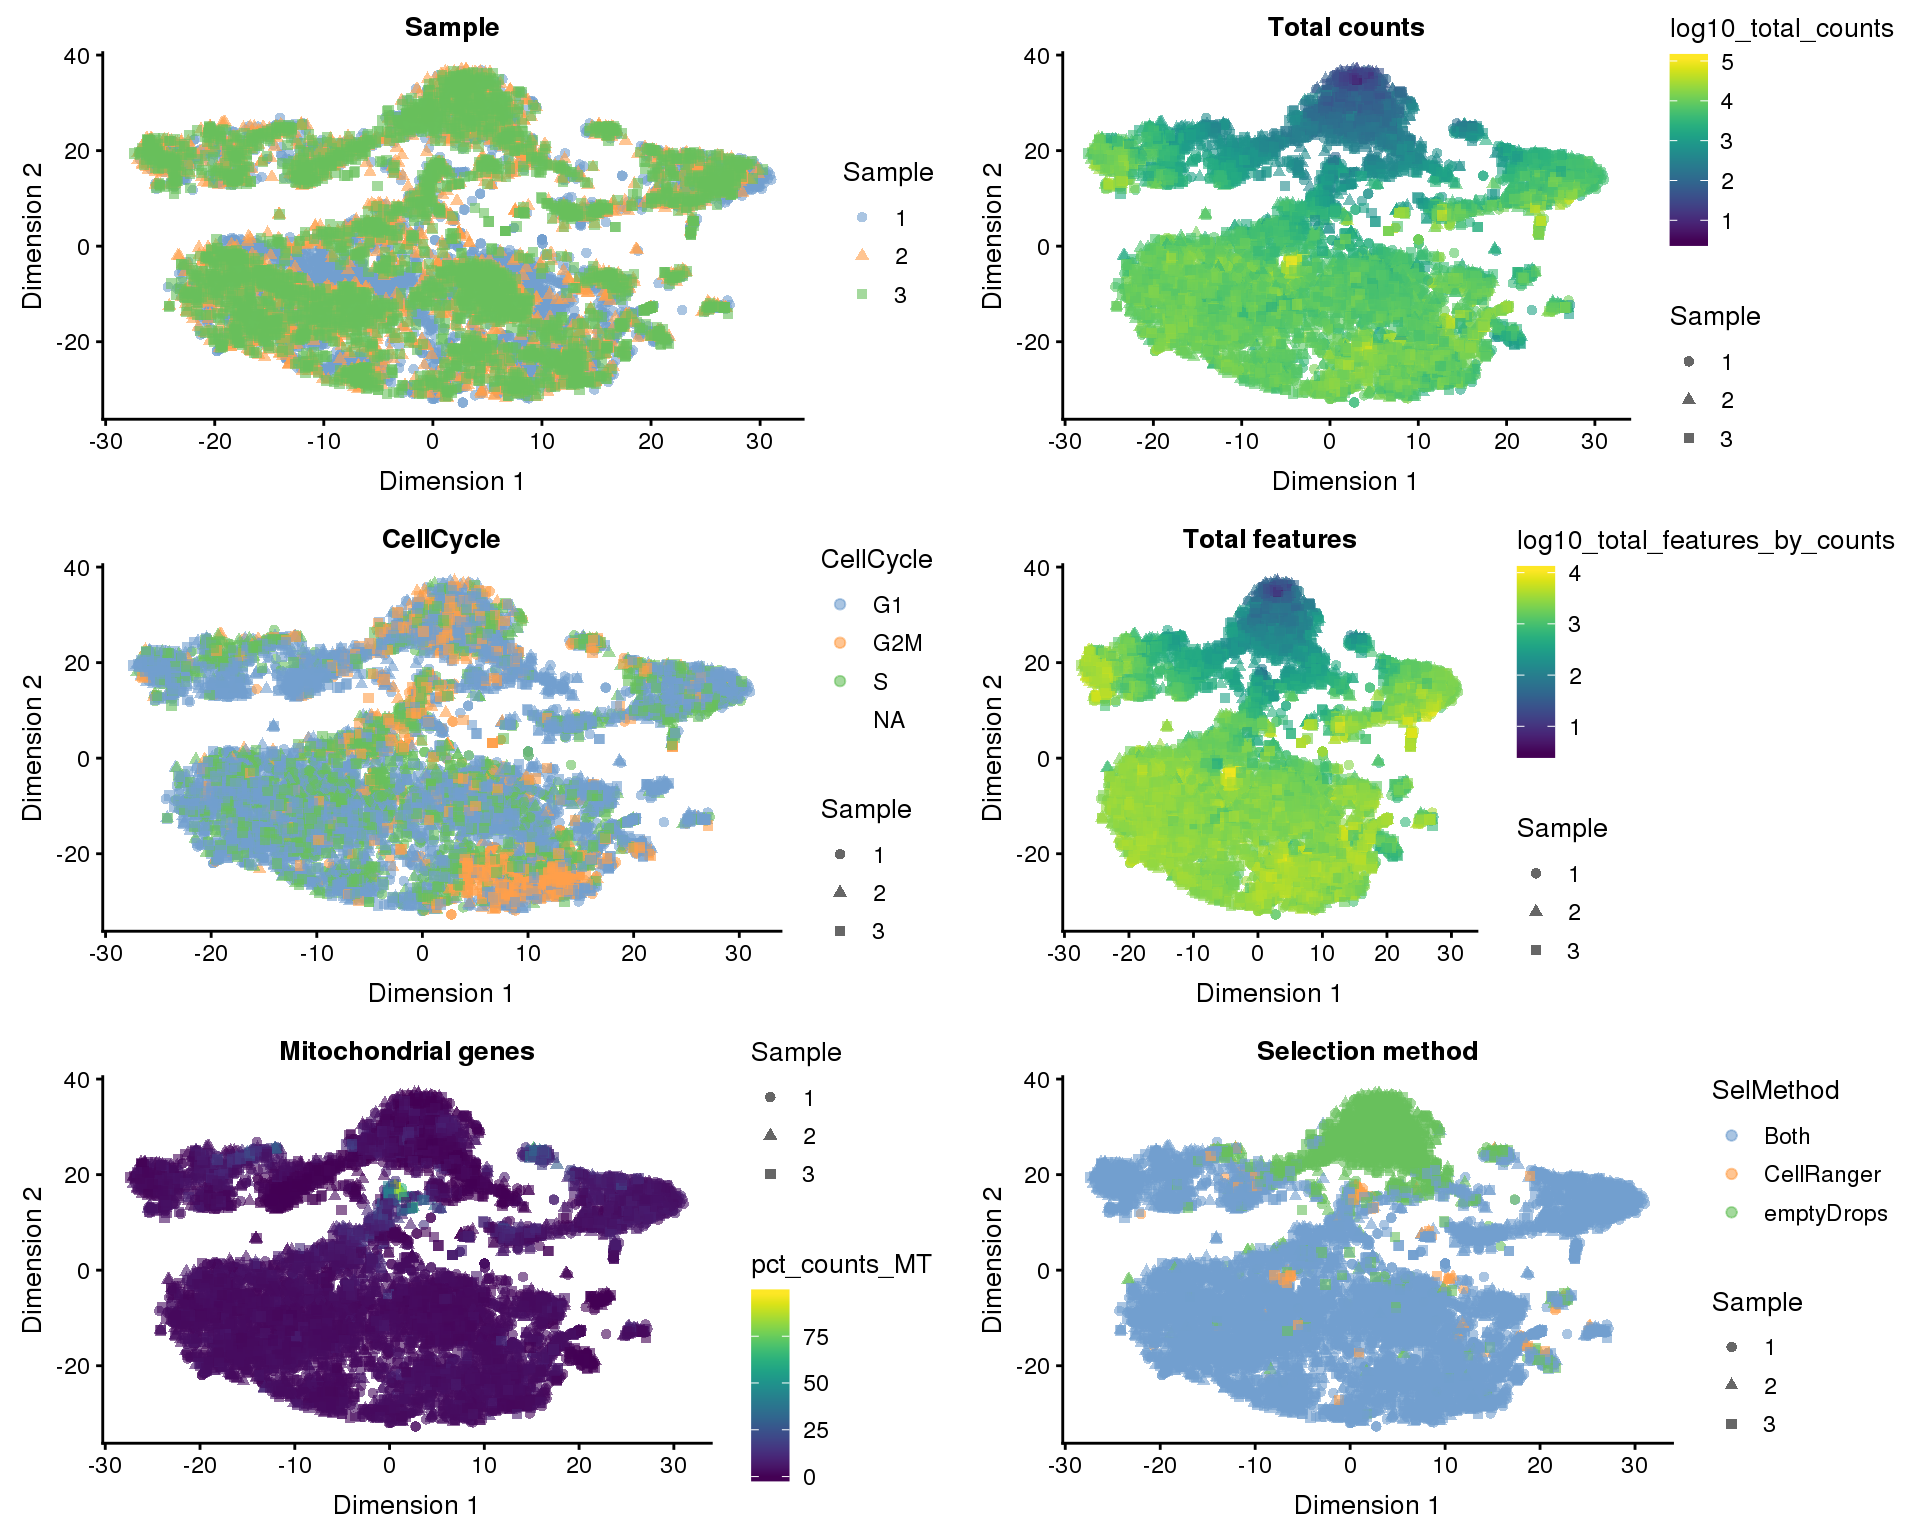 Sample
40
20
0
-20
-30
-20
-10
0
10
20
30
Dimension 1
Dimension 2
Sample
1
2
3
Total counts
40
20
0
-20
-30
-20
-10
0
10
20
30
Dimension 1
Dimension 2
log10_total_counts
5
4
3
2
1
Sample
1
2
3
CellCycle
40
20
0
-20
-30
-20
-10
0
10
20
30
Dimension 1
Dimension 2
CellCycle
G1
G2M
S
NA
Sample
1
2
3
Total features
40
20
0
-20
-30
-20
-10
0
10
20
30
Dimension 1
Dimension 2
log10_total_features_by_counts
4
3
2
1
Sample
1
2
3
Mitochondrial genes
40
20
0
-20
-30
-20
-10
0
10
20
30
Dimension 1
Dimension 2
Sample
1
2
3
pct_counts_MT
75
50
25
0
Selection method
40
20
0
-20
-30
-20
-10
0
10
20
30
Dimension 1
Dimension 2
SelMethod
Both
CellRanger
emptyDrops
Sample
1
2
3